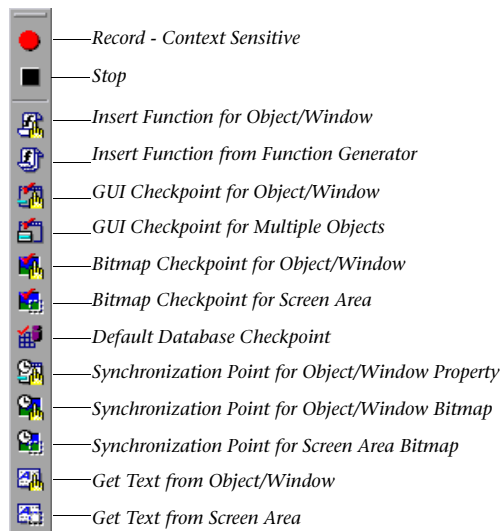 Record - Context Sensitive
Stop
Insert Function for Object/Window
Insert Function from Function Generator
GUI Checkpoint for Object/Window
GUI Checkpoint for Multiple Objects
Bitmap Checkpoint for Object/Window
Bitmap Checkpoint for Screen Area
Default Database Checkpoint
Synchronization Point for Object/Window Property
Synchronization Point for Object/Window Bitmap
Synchronization Point for Screen Area Bitmap
Get Text from Object/Window
Get Text from Screen Area